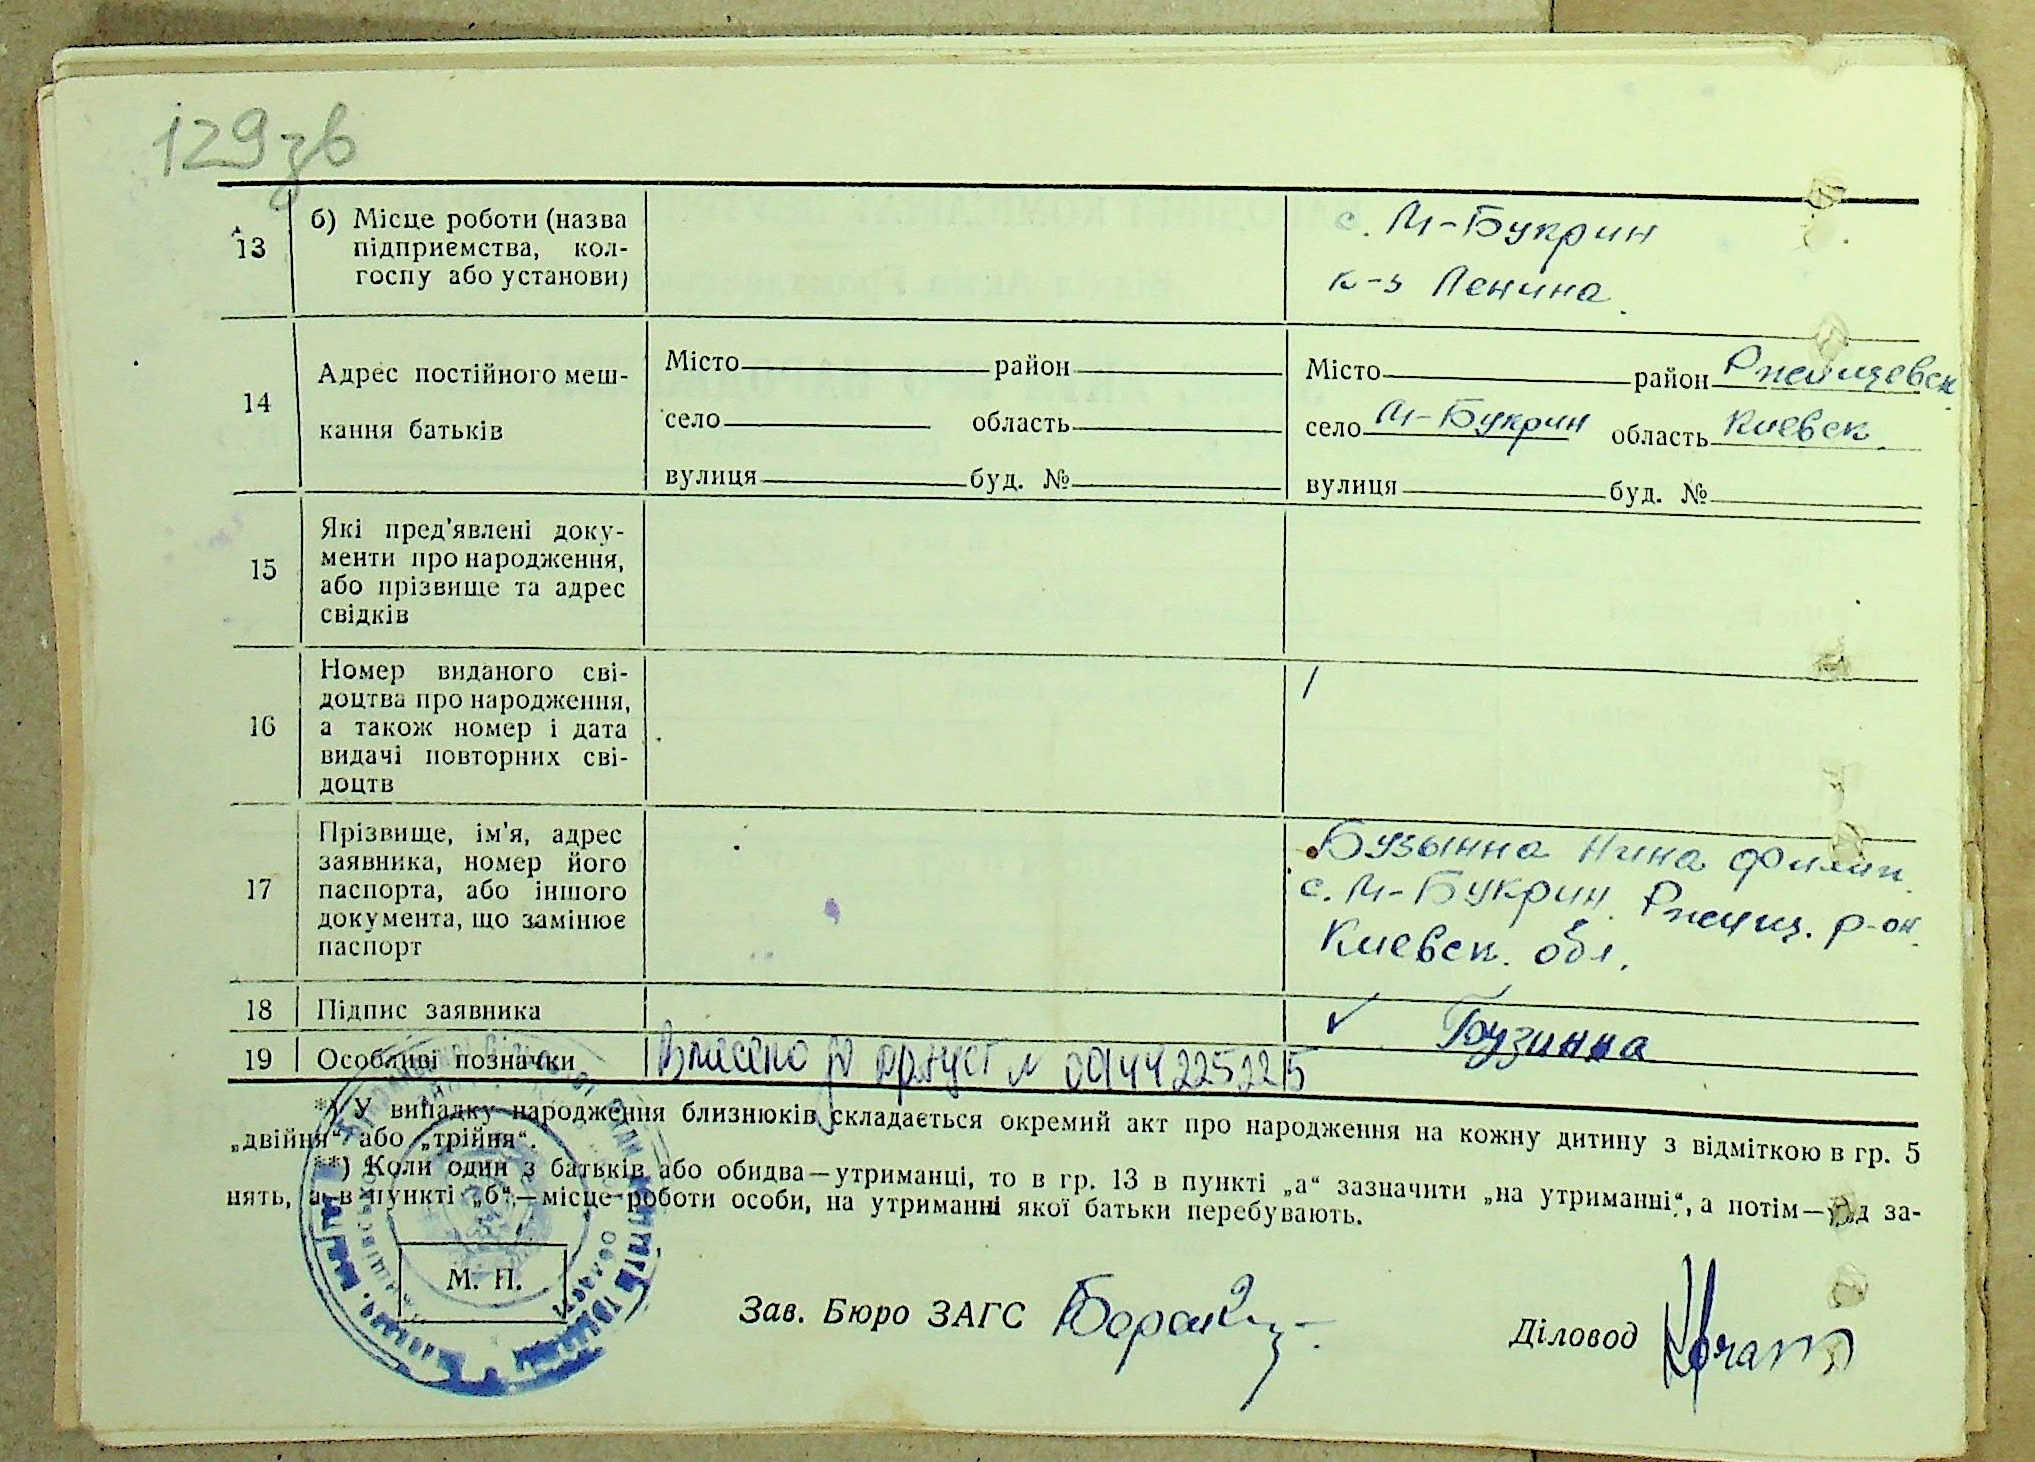 129 зв
13
б) Місце роботи (назва
підприємства, кол-
госпу або установи)
с. М-Букрин
к-з Ленина
14
Адрес постійного меш-
кання батьків
Місто район
село область
вулиця буд. №
Місто район Ржищевск
село М-Букрин область Киевск
вулиця буд. №
15
Які пред'явлені доку-
менти про народження,
або прізвище та адрес
свідків
16
Номер виданого сві-
доцтва про народження,
а також номер і дата
видачі повторних сві-
доцтв
17
Прізвище, ім'я, адрес
заявника, номер його
паспорта, або іншого
документа, що замінює
паспорт
Бузынна Нина Филип.
с. М-Букрин Ржищ. р-он.
Киевск. обл.
18 Підпис заявника
Бузинна
19 Особливі позначки
Внесено до
*) У випадку народження близнюків складається окремий акт про народження на кожну дитину з відміткою в гр. 5
„двійня“ або „трійня“.
**) Коли один з батьків або обидва—утриманці, то в гр. 13 в пункті „а“ зазначити „на утриманні“, а потім— за-
нять, а в пункті „б“—місце роботи особи, на утриманні якої батьки перебувають.
М. П.
Зав. Бюро ЗАГС
Діловод